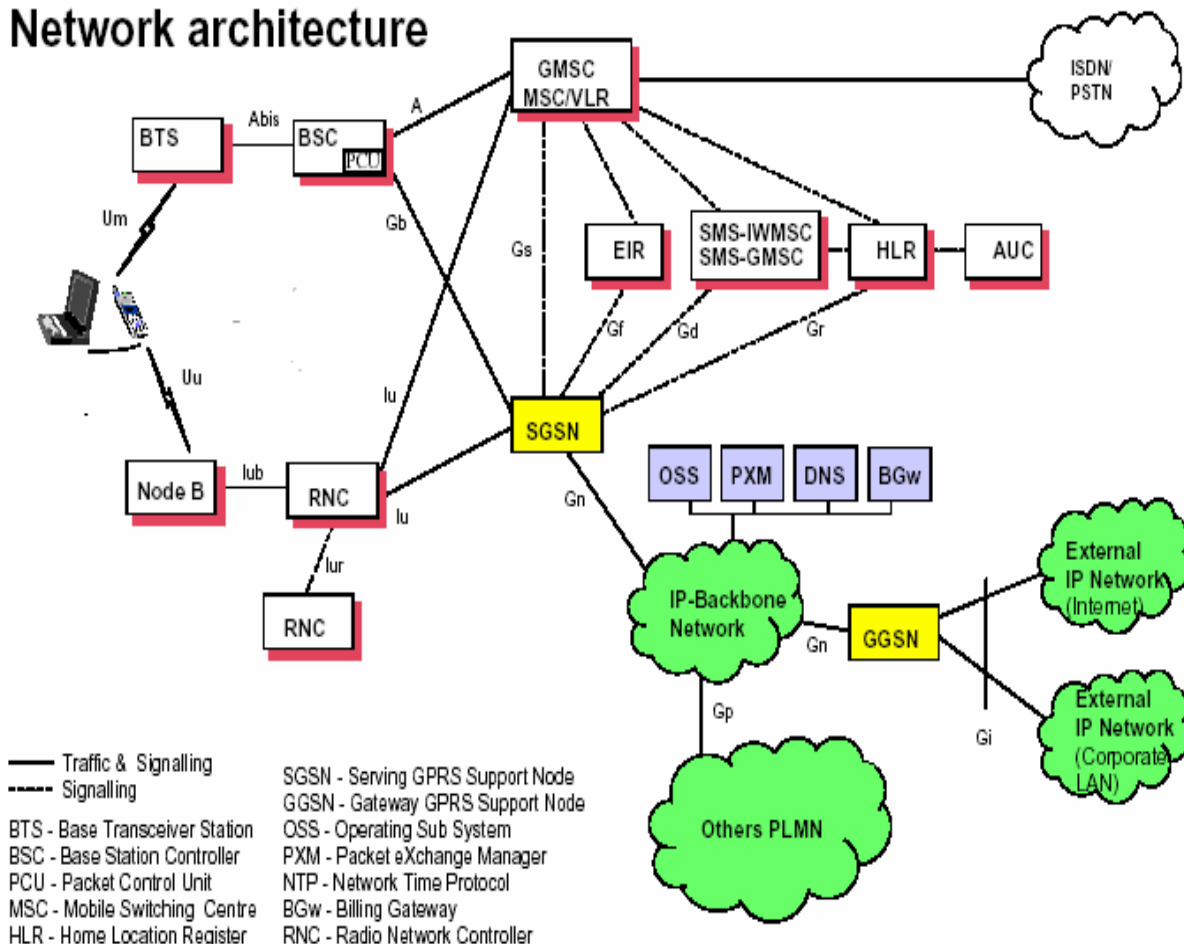 Network architecture
GMSC
MSC/VLR
ISDN/
PSTN
A
Abis
BTS
BSC
PCU
Um
Gb
Gs
EIR
SMS-IWMSC
SMS-GMSC
HLR
AUC
Gf
Gd
Gr
Uu
Iu
SGSN
Node B
Iub
RNC
Iu
Gn
OSS
PXM
DNS
BGw
Iur
RNC
IP-Backbone
Network
Gn
GGSN
External
IP Network
(Internet)
Gp
Gi
External
IP Network
(Corporate
LAN)
Others PLMN
Traffic & Signalling
Signalling
BTS - Base Transceiver Station
BSC - Base Station Controller
PCU - Packet Control Unit
MSC - Mobile Switching Centre
HLR - Home Location Register
SGSN - Serving GPRS Support Node
GGSN - Gateway GPRS Support Node
OSS - Operating Sub System
PXM - Packet eXchange Manager
NTP - Network Time Protocol
BGw - Billing Gateway
RNC - Radio Network Controller